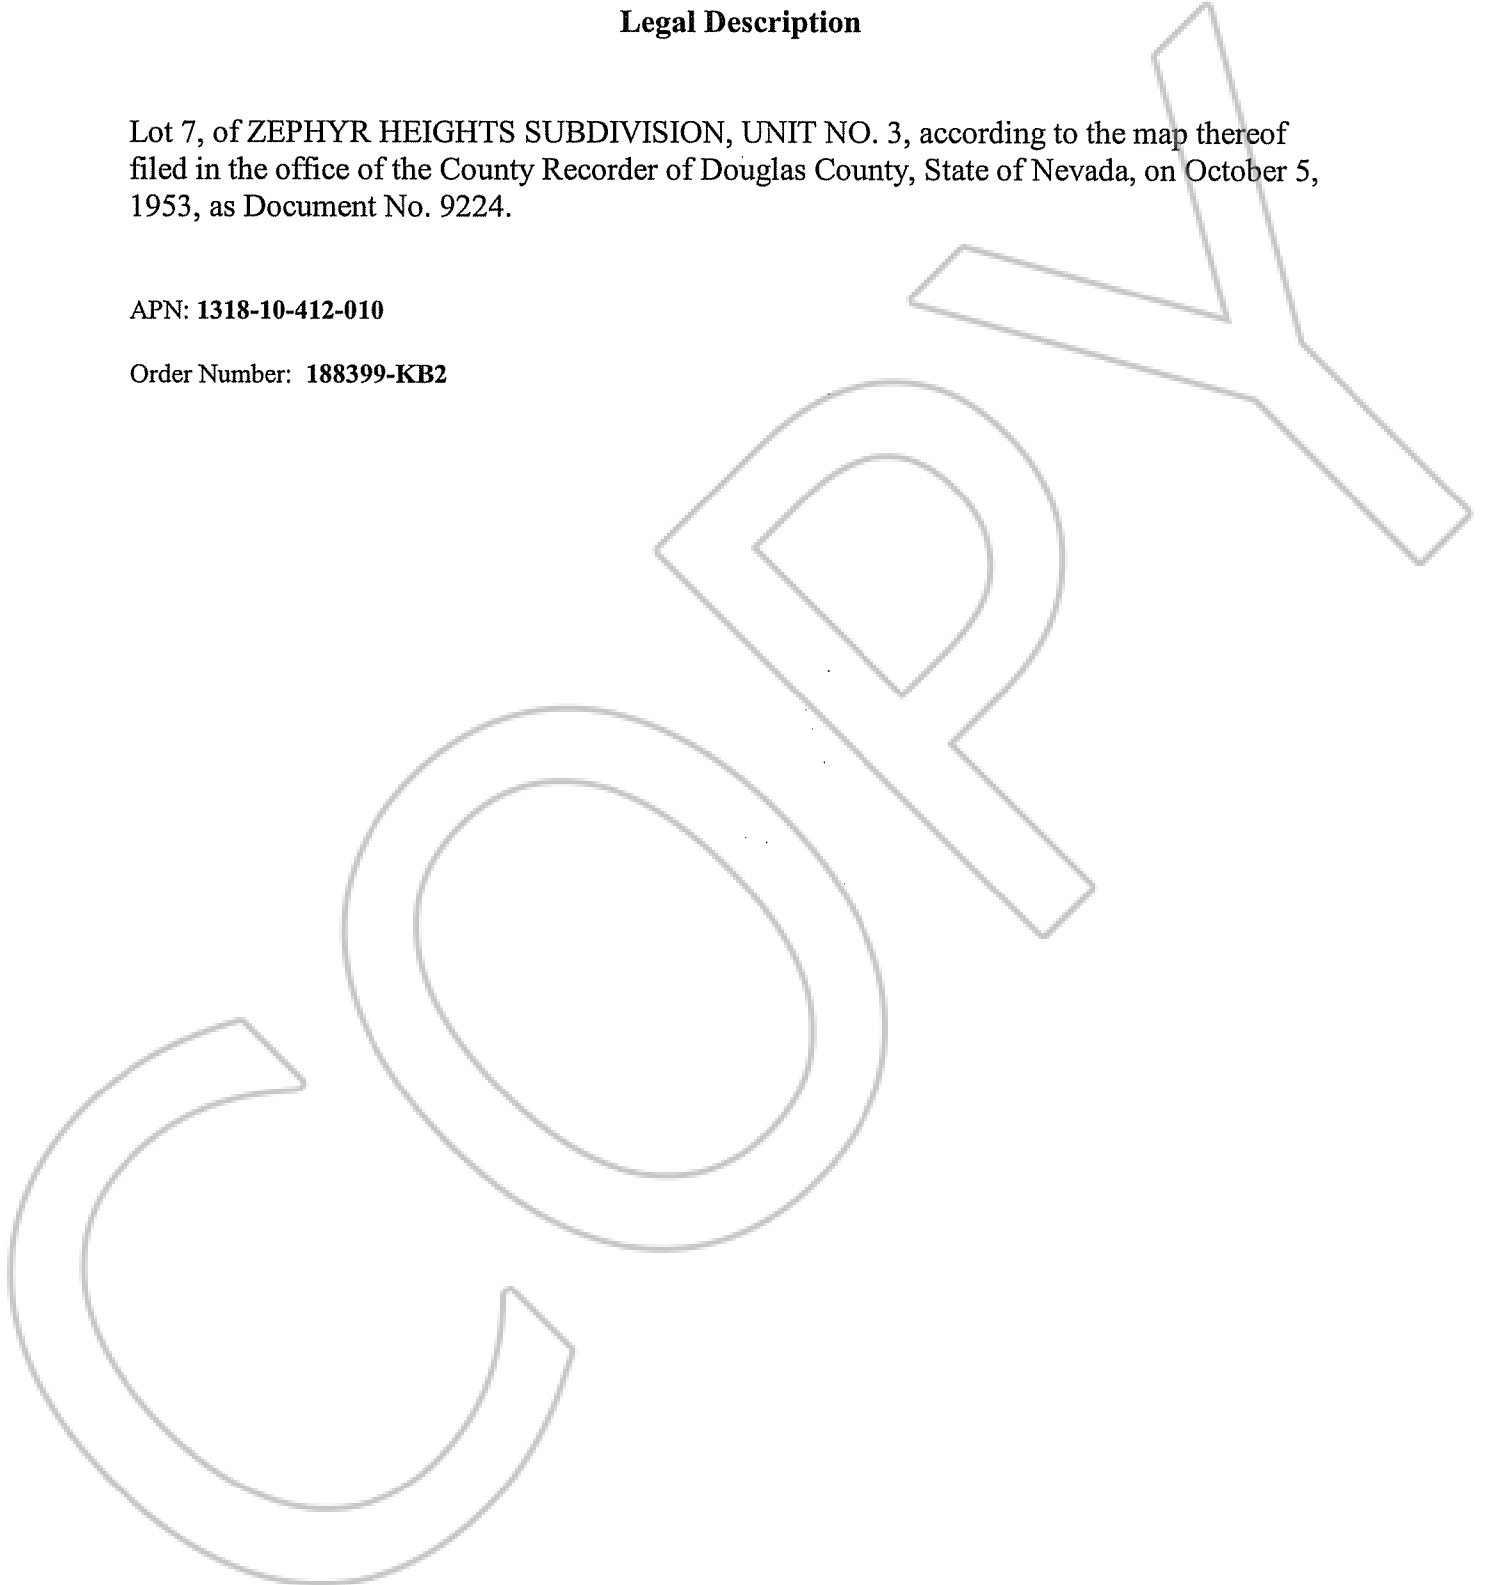 Legal Description
Lot 7, of ZEPHYR HEIGHTS SUBDIVISION, UNIT NO. 3, according to the map thereof
filed in the office of the County Recorder of Douglas County, State of Nevada, on October 5,
1953, as Document No. 9224.
APN: 1318-10-412-010
Order Number: 188399-KB2
COPY